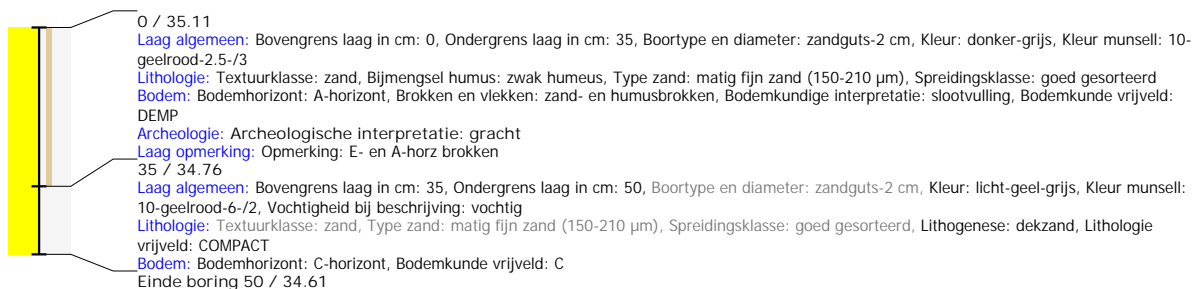 0 / 35.11
Laag algemeen: Bovengrens laag in cm: 0, Ondergrens laag in cm: 35, Boortype en diameter: zandguts-2 cm, Kleur: donker-grijs, Kleur munsell: 10-
geelrood-2.5-/3
Lithologie: Textuurklasse: zand, Bijmengsel humus: zwak humeus, Type zand: matig fijn zand (150-210 µm), Spreidingsklasse: goed gesorteerd
Bodem: Bodemhorizont: A-horizont, Brokken en vlekken: zand- en humusbrokken, Bodemkundige interpretatie: slootvulling, Bodemkunde vrijveld:
DEMP
Archeologie: Archeologische interpretatie: gracht
Laag opmerking: Opmerking: E- en A-horz brokken
35 / 34.76
Laag algemeen: Bovengrens laag in cm: 35, Ondergrens laag in cm: 50, Boortype en diameter: zandguts-2 cm, Kleur: licht-geel-grijs, Kleur munsell:
10-geelrood-6-/2, Vochtigheid bij beschrijving: vochtig
Lithologie: Textuurklasse: zand, Type zand: matig fijn zand (150-210 µm), Spreidingsklasse: goed gesorteerd, Lithogenese: dekzand, Lithologie
vrijveld: COMPACT
Bodem: Bodemhorizont: C-horizont, Bodemkunde vrijveld: C
Einde boring 50 / 34.61